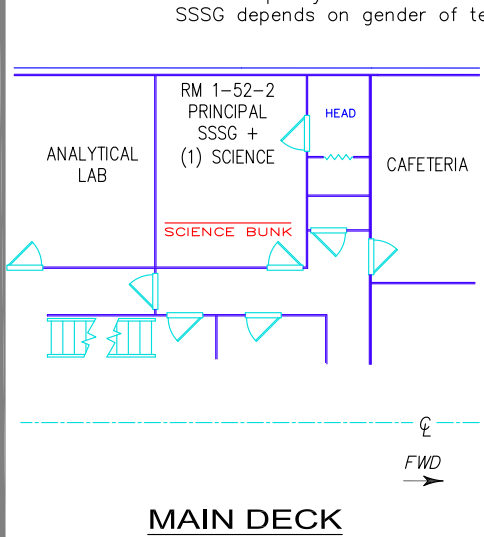 SSSG depends on gender of te
RM 1-52-2
PRINCIPAL
SSSG +
(1) SCIENCE
HEAD
ANALYTICAL
LAB
CAFETERIA
SCIENCE BUNK
℄
FWD
MAIN DECK